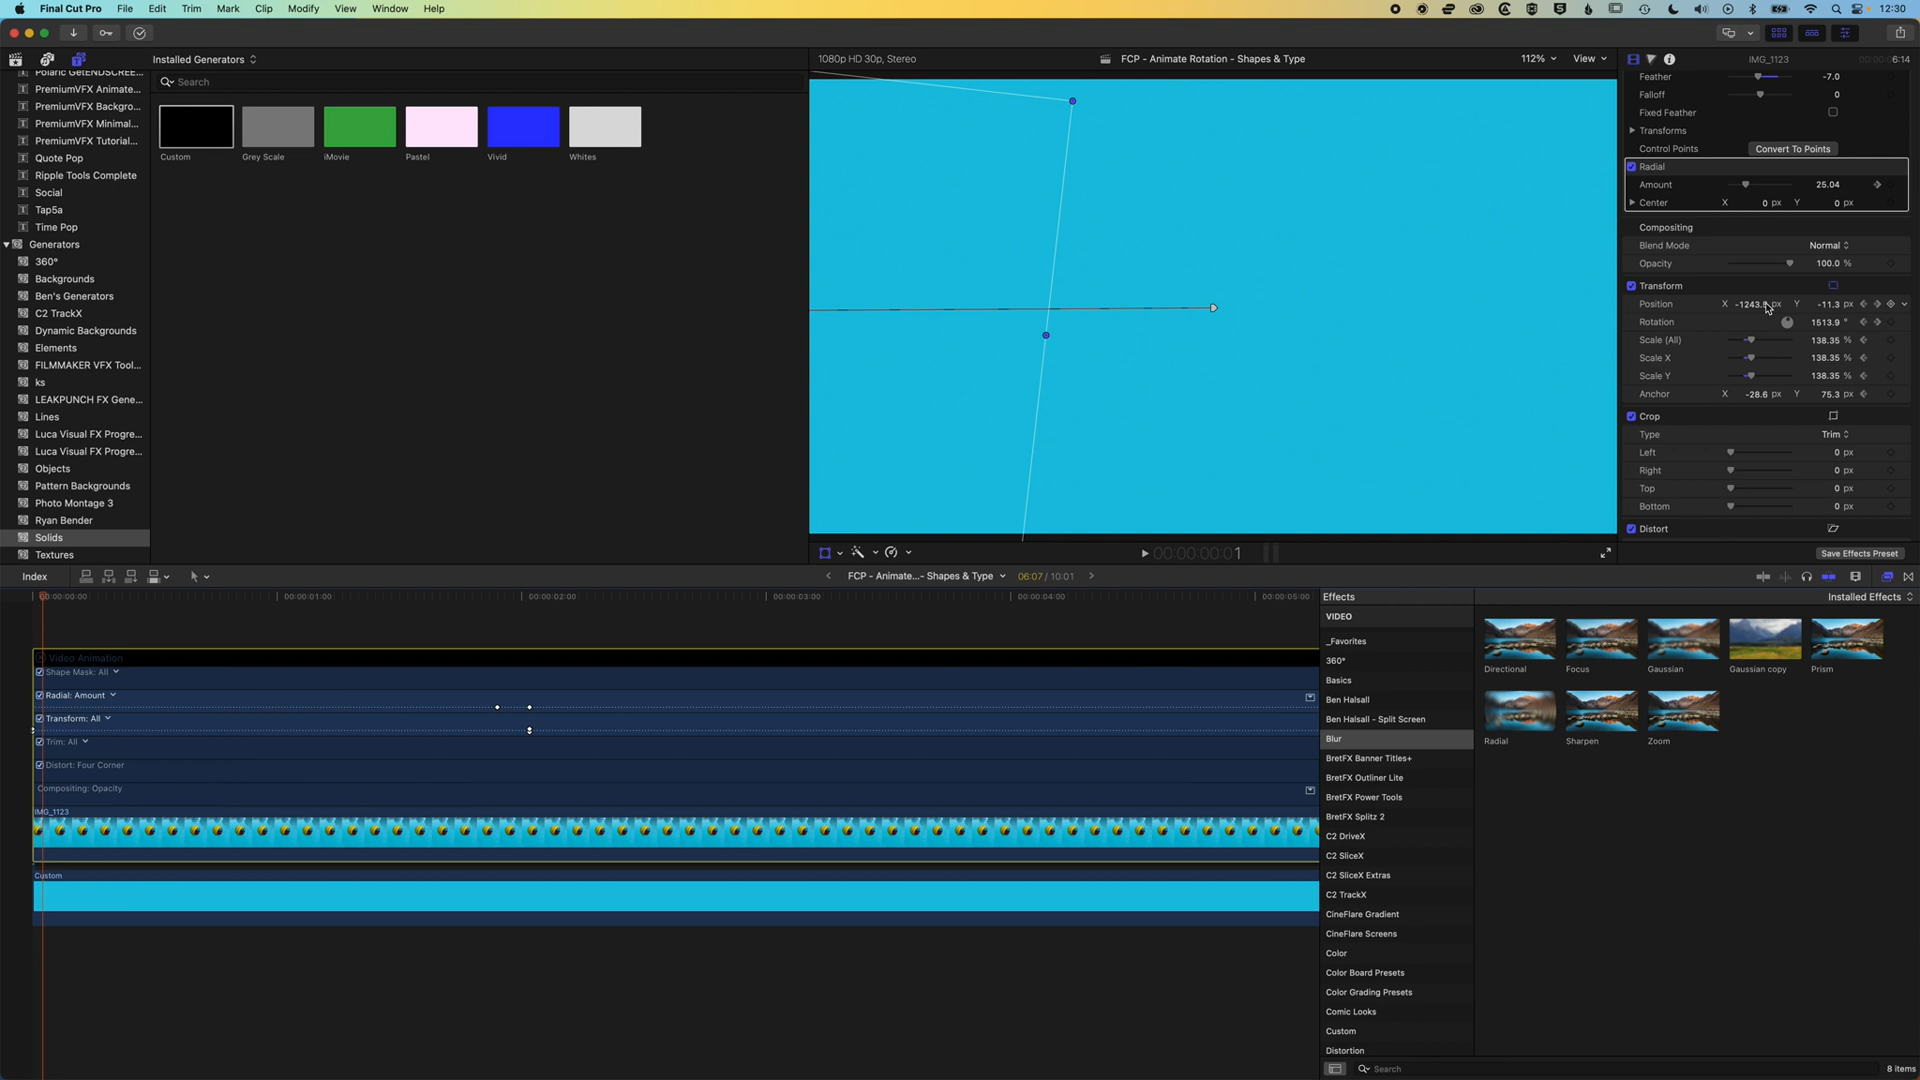 Final Cut Pro File Edit Trim Mark Clip Modify View Window Help 12:30
Installed Generators
1080p HD 30p, Stereo
FCP - Animate Rotation - Shapes & Type
112% View
IMG_1123
6:14
Search
Polaric GetENDSCREE...
PremiumVFX Animate...
PremiumVFX Backgro...
PremiumVFX Minimal...
PremiumVFX Tutorial...
Quote Pop
Ripple Tools Complete
Social
Tap5a
Time Pop
Generators
360°
Backgrounds
Ben's Generators
C2 TrackX
Dynamic Backgrounds
Elements
FILMMAKER VFX Tool...
ks
LEAKPUNCH FX Gene...
Lines
Luca Visual FX Progre...
Luca Visual FX Progre...
Objects
Pattern Backgrounds
Photo Montage 3
Ryan Bender
Solids
Textures
Custom Grey Scale iMovie Pastel Vivid Whites
Feather -7.0
Falloff 0
Fixed Feather
Transforms
Control Points Convert To Points
Radial
Amount 25.04
Center X 0 px Y 0 px
Compositing
Blend Mode Normal
Opacity 100.0 %
Transform
Position X -1243.5 px Y -11.3 px
Rotation 1513.9 °
Scale (All) 138.35 %
Scale X 138.35 %
Scale Y 138.35 %
Anchor X -28.6 px Y 75.3 px
Crop
Type Trim
Left 0 px
Right 0 px
Top 0 px
Bottom 0 px
Distort
Save Effects Preset
00:00:00:01
Index
FCP - Animate...- Shapes & Type 06:07 / 10:01
00:00:00:00 00:00:01:00 00:00:02:00 00:00:03:00 00:00:04:00 00:00:05:00
Video Animation
Shape Mask: All
Radial: Amount
Transform: All
Trim: All
Distort: Four Corner
Compositing: Opacity
IMG_1123
Custom
Effects
Installed Effects
VIDEO
_Favorites
360°
Basics
Ben Halsall
Ben Halsall - Split Screen
Blur
BretFX Banner Titles+
BretFX Outliner Lite
BretFX Power Tools
BretFX Splitz 2
C2 DriveX
C2 SliceX
C2 SliceX Extras
C2 TrackX
CineFlare Gradient
CineFlare Screens
Color
Color Board Presets
Color Grading Presets
Comic Looks
Custom
Distortion
Directional Focus Gaussian Gaussian copy Prism
Radial Sharpen Zoom
Search
8 items